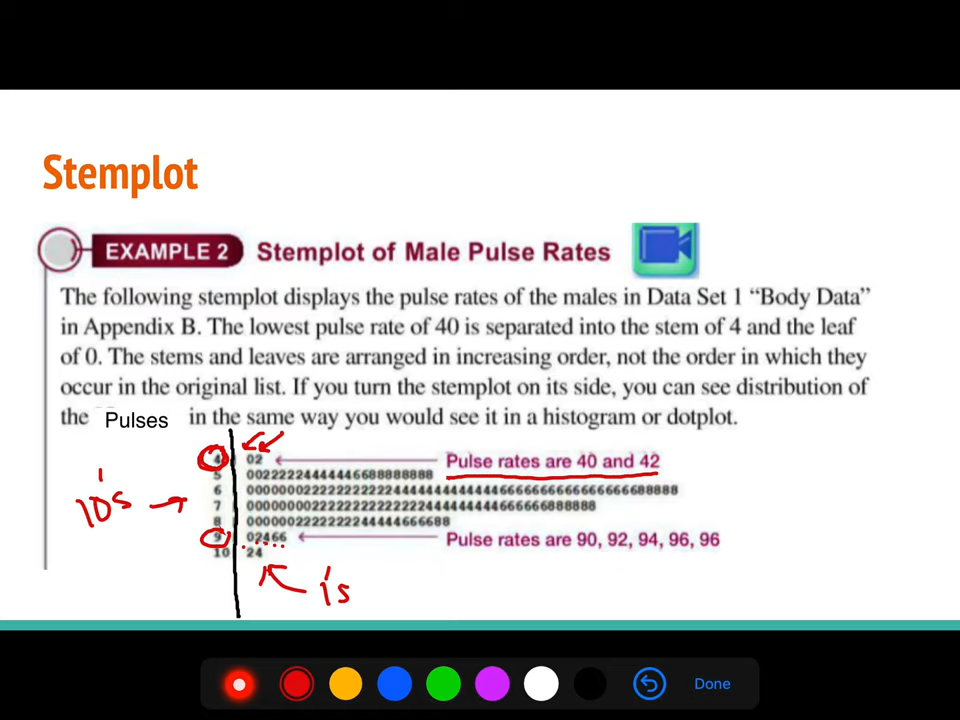 Stemplot
EXAMPLE 2 Stemplot of Male Pulse Rates
The following stemplot displays the pulse rates of the males in Data Set 1 “Body Data”
in Appendix B. The lowest pulse rate of 40 is separated into the stem of 4 and the leaf
of 0. The stems and leaves are arranged in increasing order, not the order in which they
occur in the original list. If you turn the stemplot on its side, you can see distribution of
the Pulses in the same way you would see it in a histogram or dotplot.
4 02 Pulse rates are 40 and 42
5
6
7
8
9 02466 Pulse rates are 90, 92, 94, 96, 96
10 24
10's
1's
Done